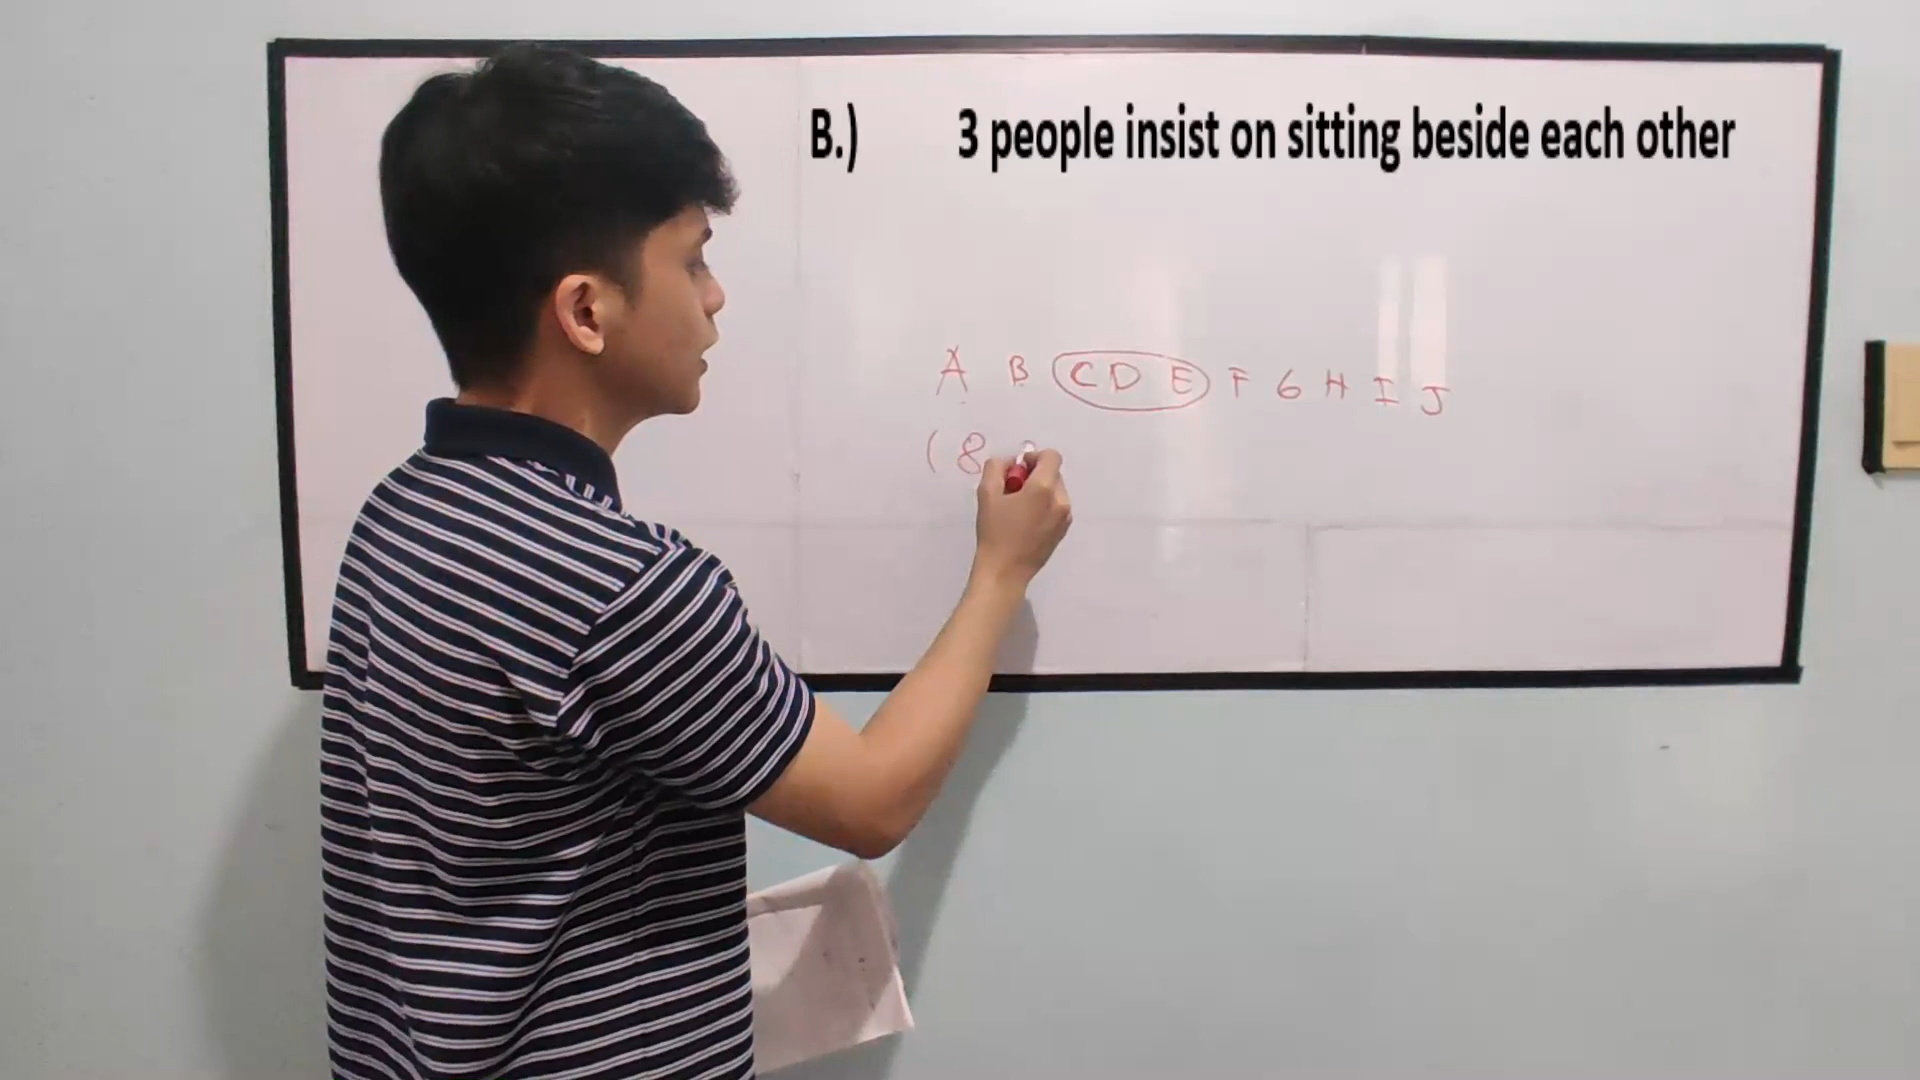 B.) 3 people insist on sitting beside each other
A B C D E F G H I J
( 8